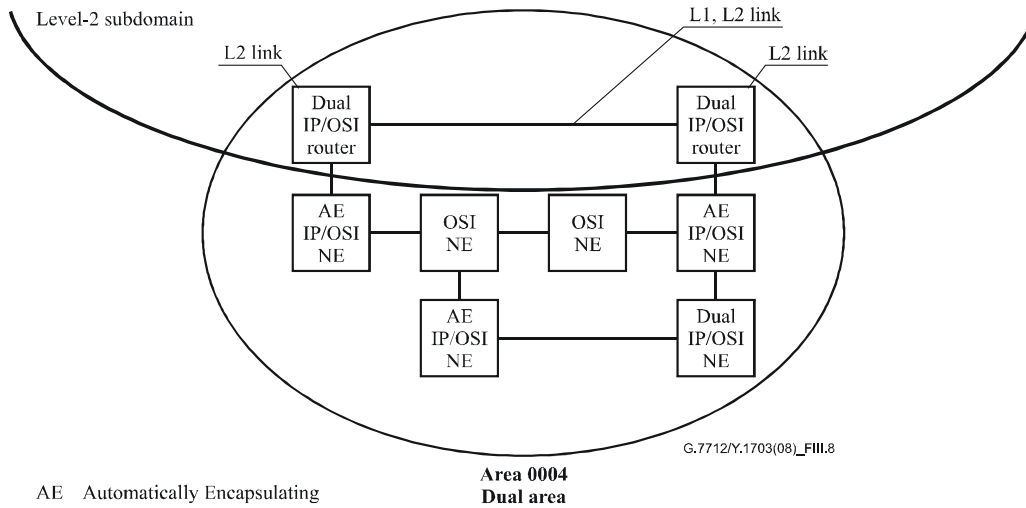 Level-2 subdomain
L1, L2 link
L2 link
L2 link
Dual
IP/OSI
router
Dual
IP/OSI
router
AE
IP/OSI
NE
OSI
NE
OSI
NE
AE
IP/OSI
NE
AE
IP/OSI
NE
Dual
IP/OSI
NE
G.7712/Y.1703(08)_FIII.8
Area 0004
Dual area
AE Automatically Encapsulating